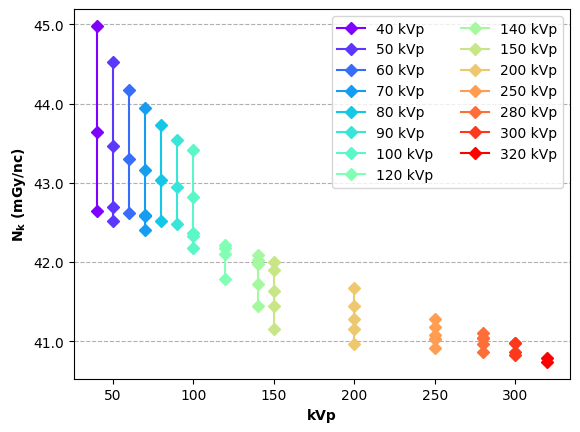 45.0
44.0
43.0
42.0
41.0
N_k (mGy/nc)
50
100
150
200
250
300
kVp
40 kVp
50 kVp
60 kVp
70 kVp
80 kVp
90 kVp
100 kVp
120 kVp
140 kVp
150 kVp
200 kVp
250 kVp
280 kVp
300 kVp
320 kVp